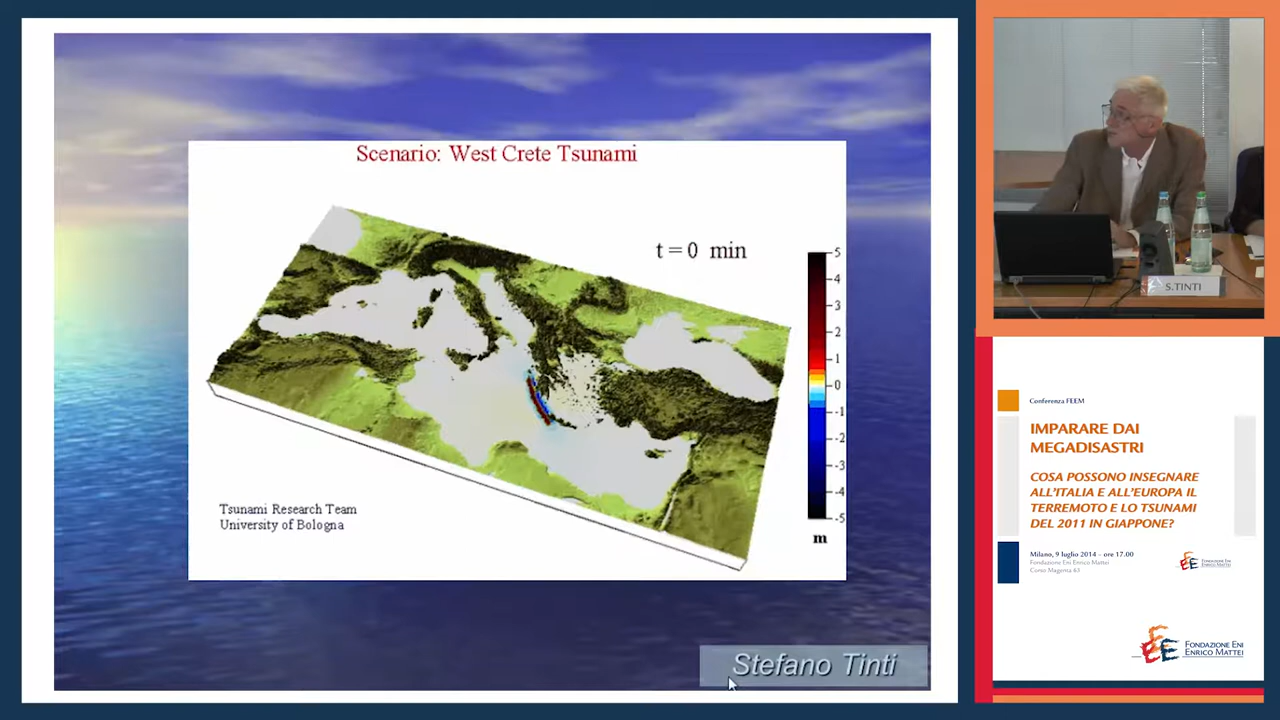 Scenario: West Crete Tsunami
t = 0 min
5
4
3
2
1
0
-1
-2
-3
-4
-5
m
Tsunami Research Team
University of Bologna
Stefano Tinti
S.TINTI
Conferenza FEEM
IMPARARE DAI
MEGADISASTRI
COSA POSSONO INSEGNARE
ALL'ITALIA E ALL'EUROPA IL
TERREMOTO E LO TSUNAMI
DEL 2011 IN GIAPPONE?
Milano, 9 luglio 2014 - ore 17.00
Fondazione Eni Enrico Mattei
Corso Magenta 63
FONDAZIONE ENI
ENRICO MATTEI
FONDAZIONE ENI
ENRICO MATTEI